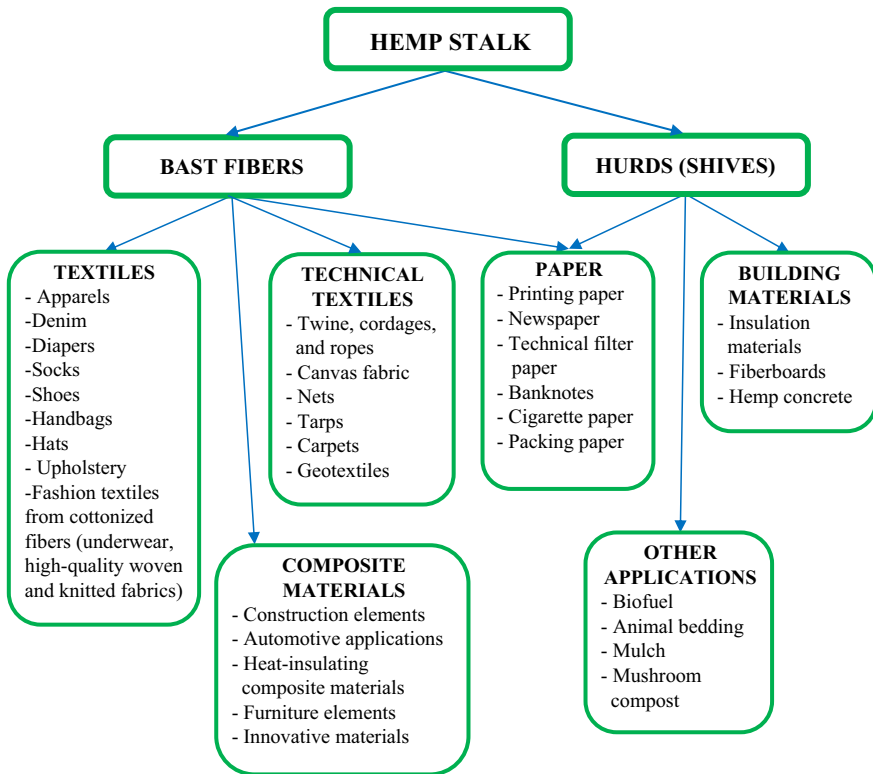 HEMP STALK
BAST FIBERS
HURDS (SHIVES)
TEXTILES
- Apparels
-Denim
-Diapers
-Socks
-Shoes
-Handbags
-Hats
- Upholstery
-Fashion textiles
from cottonized
fibers (underwear,
high-quality woven
and knitted fabrics)
TECHNICAL
TEXTILES
- Twine, cordages,
and ropes
- Canvas fabric
- Nets
- Tarps
- Carpets
- Geotextiles
PAPER
- Printing paper
- Newspaper
- Technical filter
paper
- Banknotes
- Cigarette paper
- Packing paper
BUILDING
MATERIALS
- Insulation
materials
- Fiberboards
- Hemp concrete
COMPOSITE
MATERIALS
- Construction elements
- Automotive applications
- Heat-insulating
composite materials
- Furniture elements
- Innovative materials
OTHER
APPLICATIONS
- Biofuel
- Animal bedding
- Mulch
- Mushroom
compost